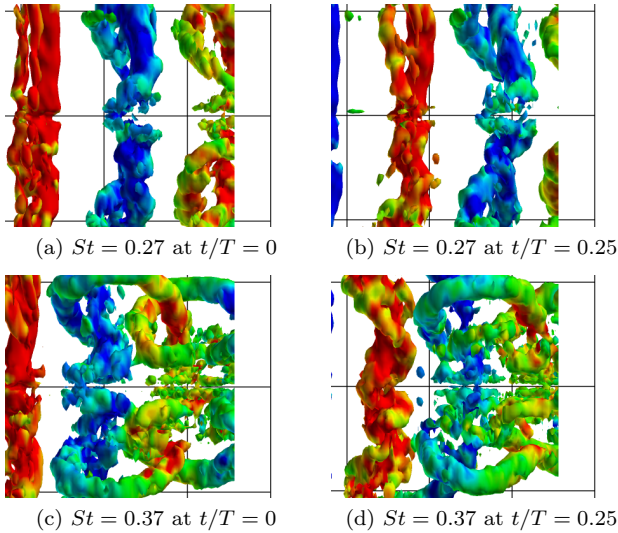 (a) St = 0.27 at t/T = 0
(b) St = 0.27 at t/T = 0.25
(c) St = 0.37 at t/T = 0
(d) St = 0.37 at t/T = 0.25